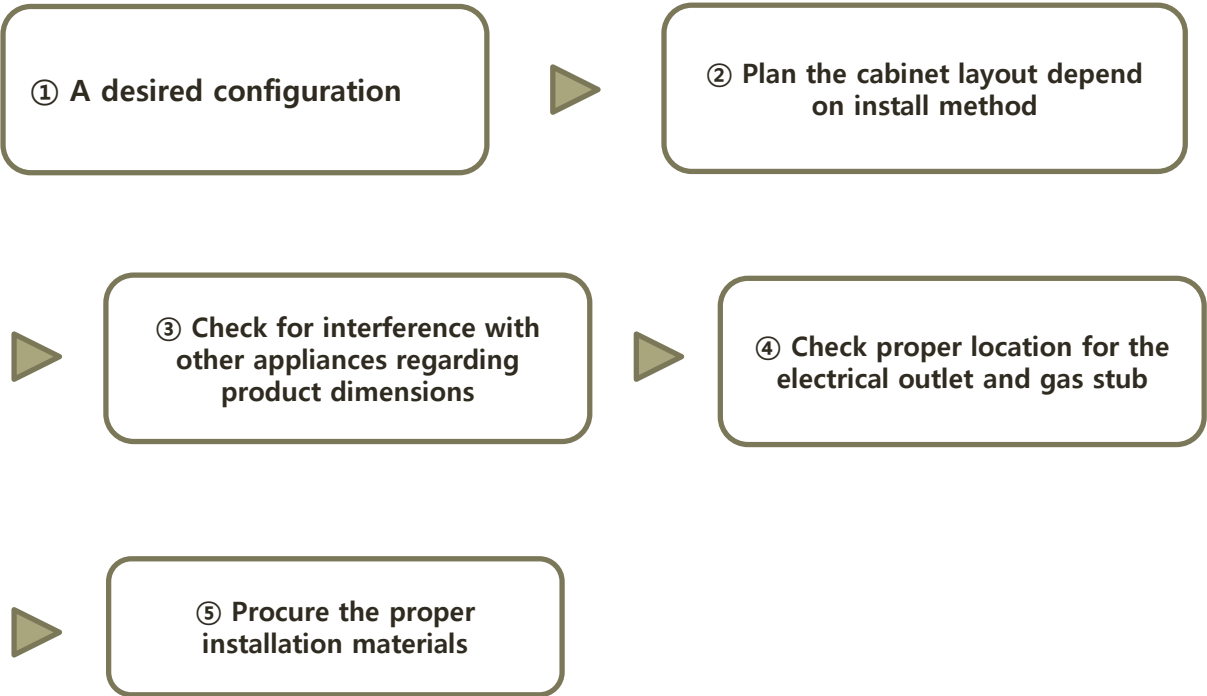 ① A desired configuration
② Plan the cabinet layout depend
on install method
③ Check for interference with
other appliances regarding
product dimensions
④ Check proper location for the
electrical outlet and gas stub
⑤ Procure the proper
installation materials